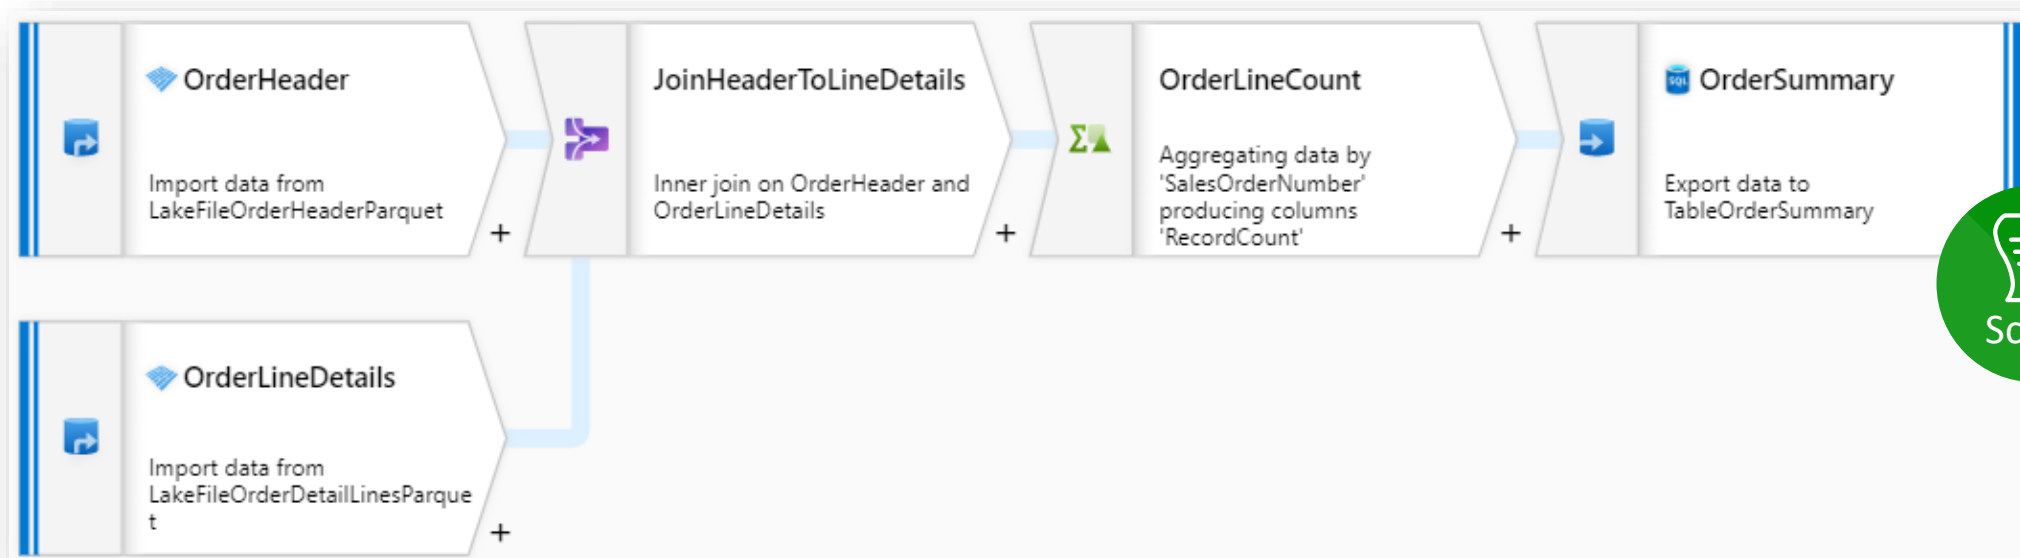 OrderHeader
Import data from
LakeFileOrderHeaderParquet
+
JoinHeaderToLineDetails
Inner join on OrderHeader and
OrderLineDetails
+
OrderLineCount
Aggregating data by
'SalesOrderNumber'
producing columns
'RecordCount'
+
SQL
OrderSummary
Export data to
TableOrderSummary
OrderLineDetails
Import data from
LakeFileOrderDetailLinesParque
t
+